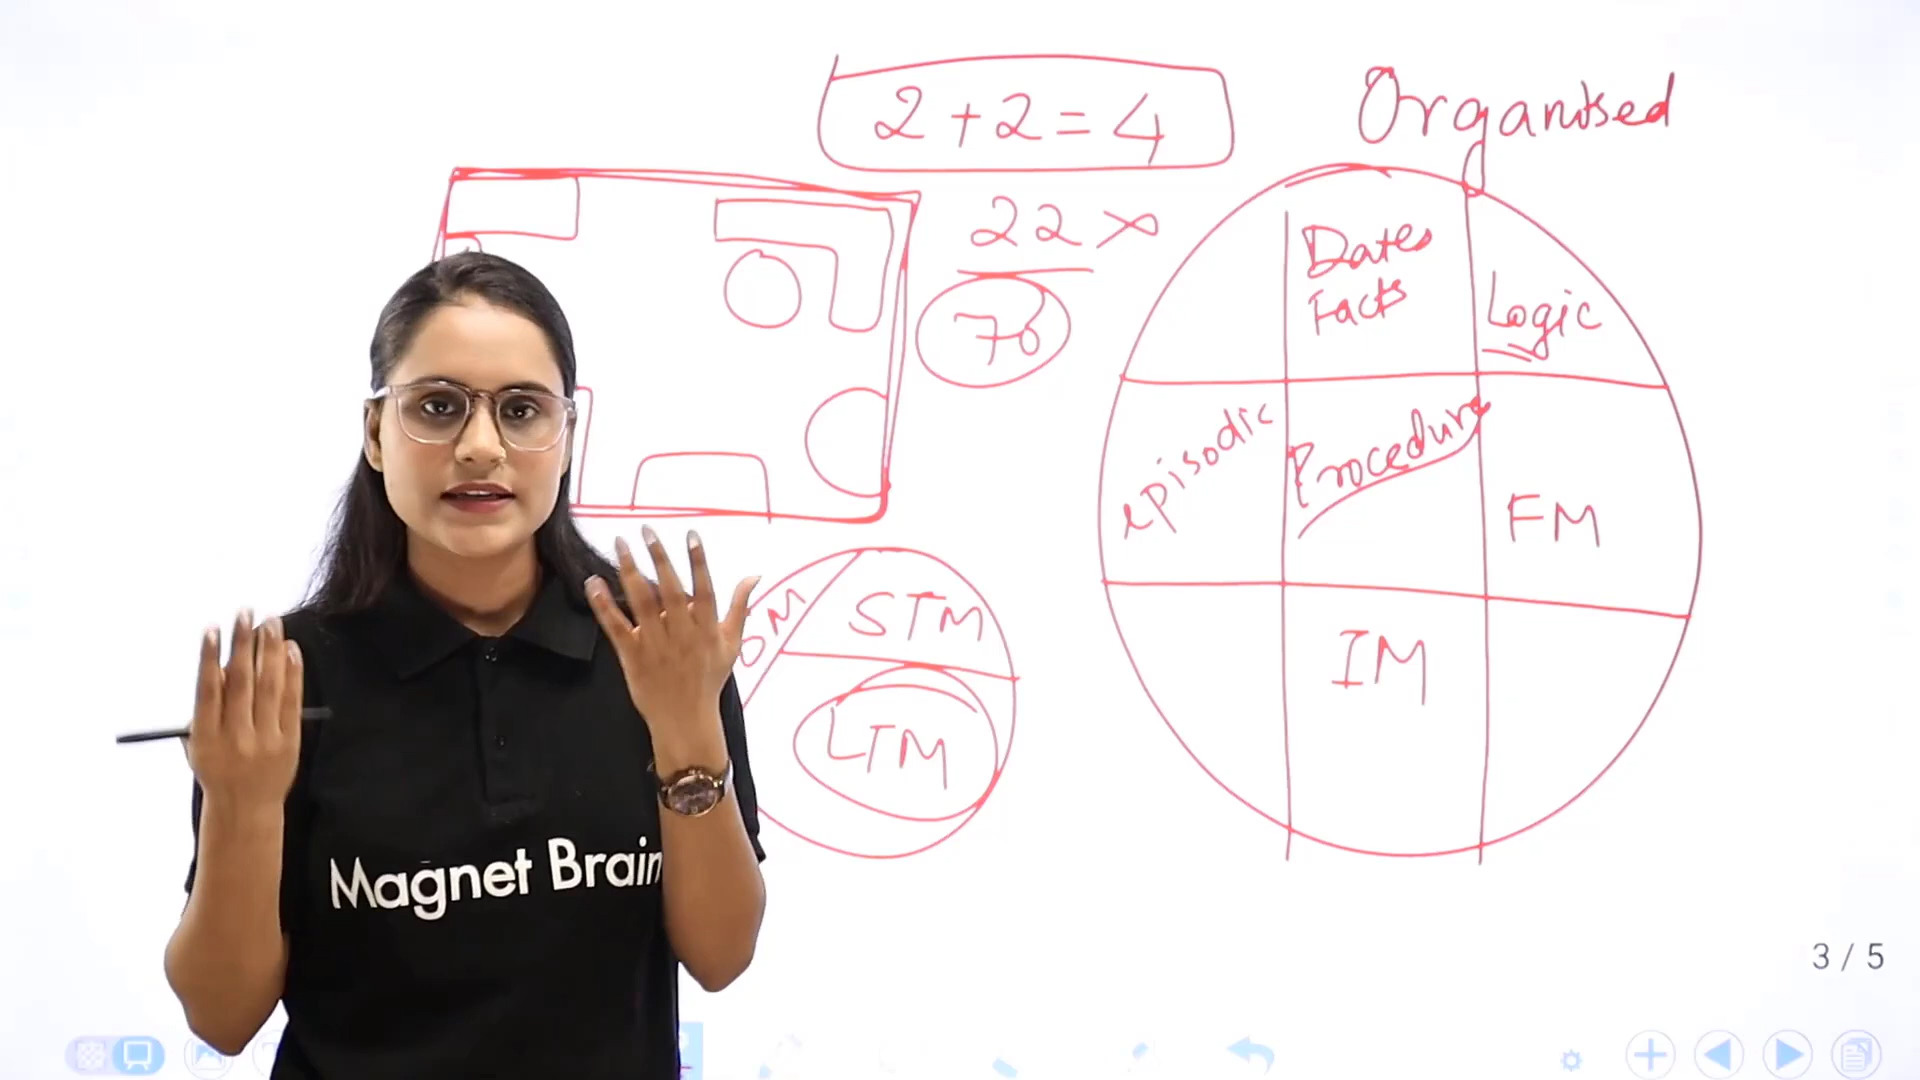 2+2=4
Organised
22 ×
76
Dates
Facts
Logic
episodic
Procedure
FM
IM
STM
LTM
Magnet Brain
3 / 5